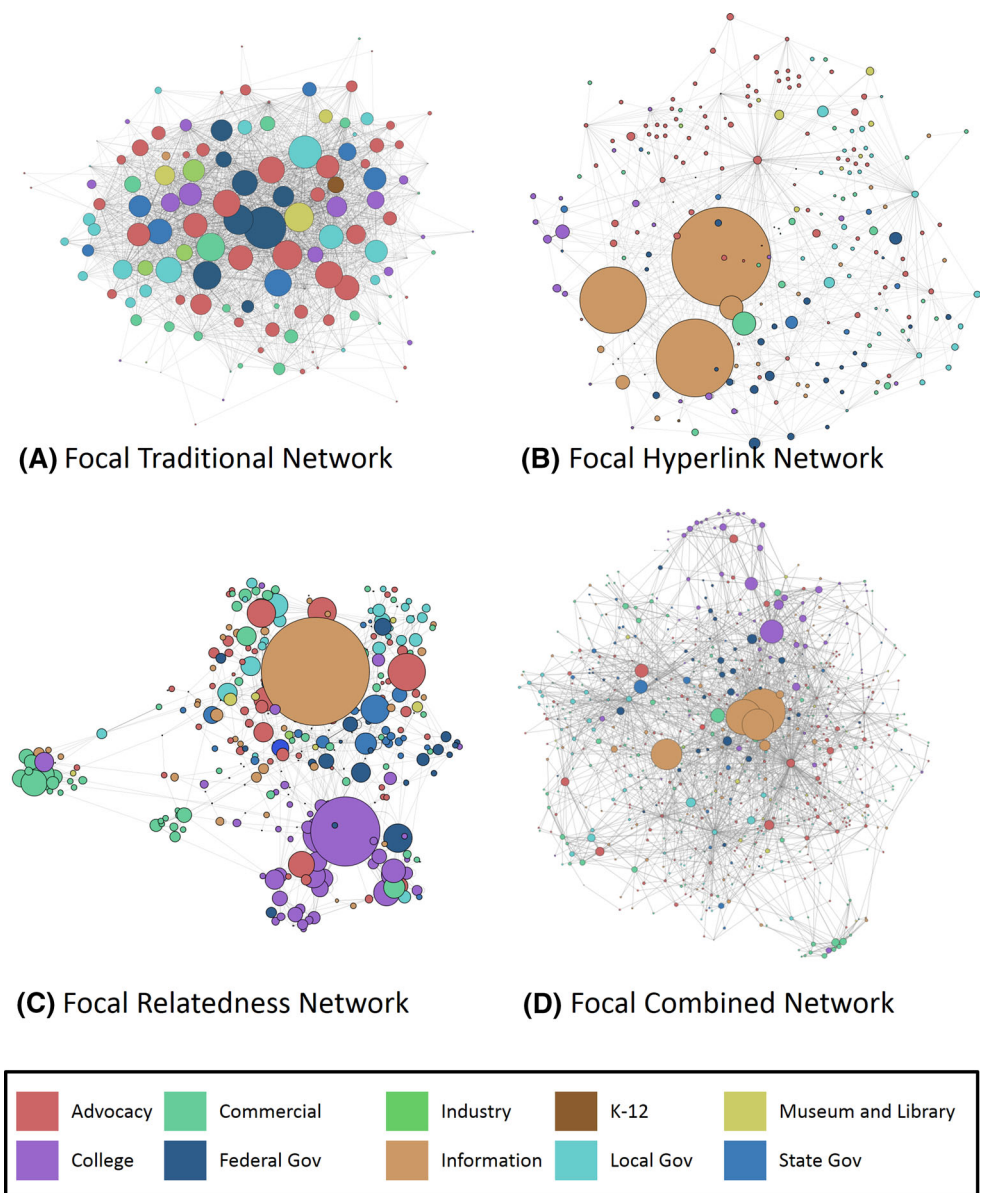 (A) Focal Traditional Network
(B) Focal Hyperlink Network
(C) Focal Relatedness Network
(D) Focal Combined Network
Advocacy Commercial Industry K-12 Museum and Library
College Federal Gov Information Local Gov State Gov